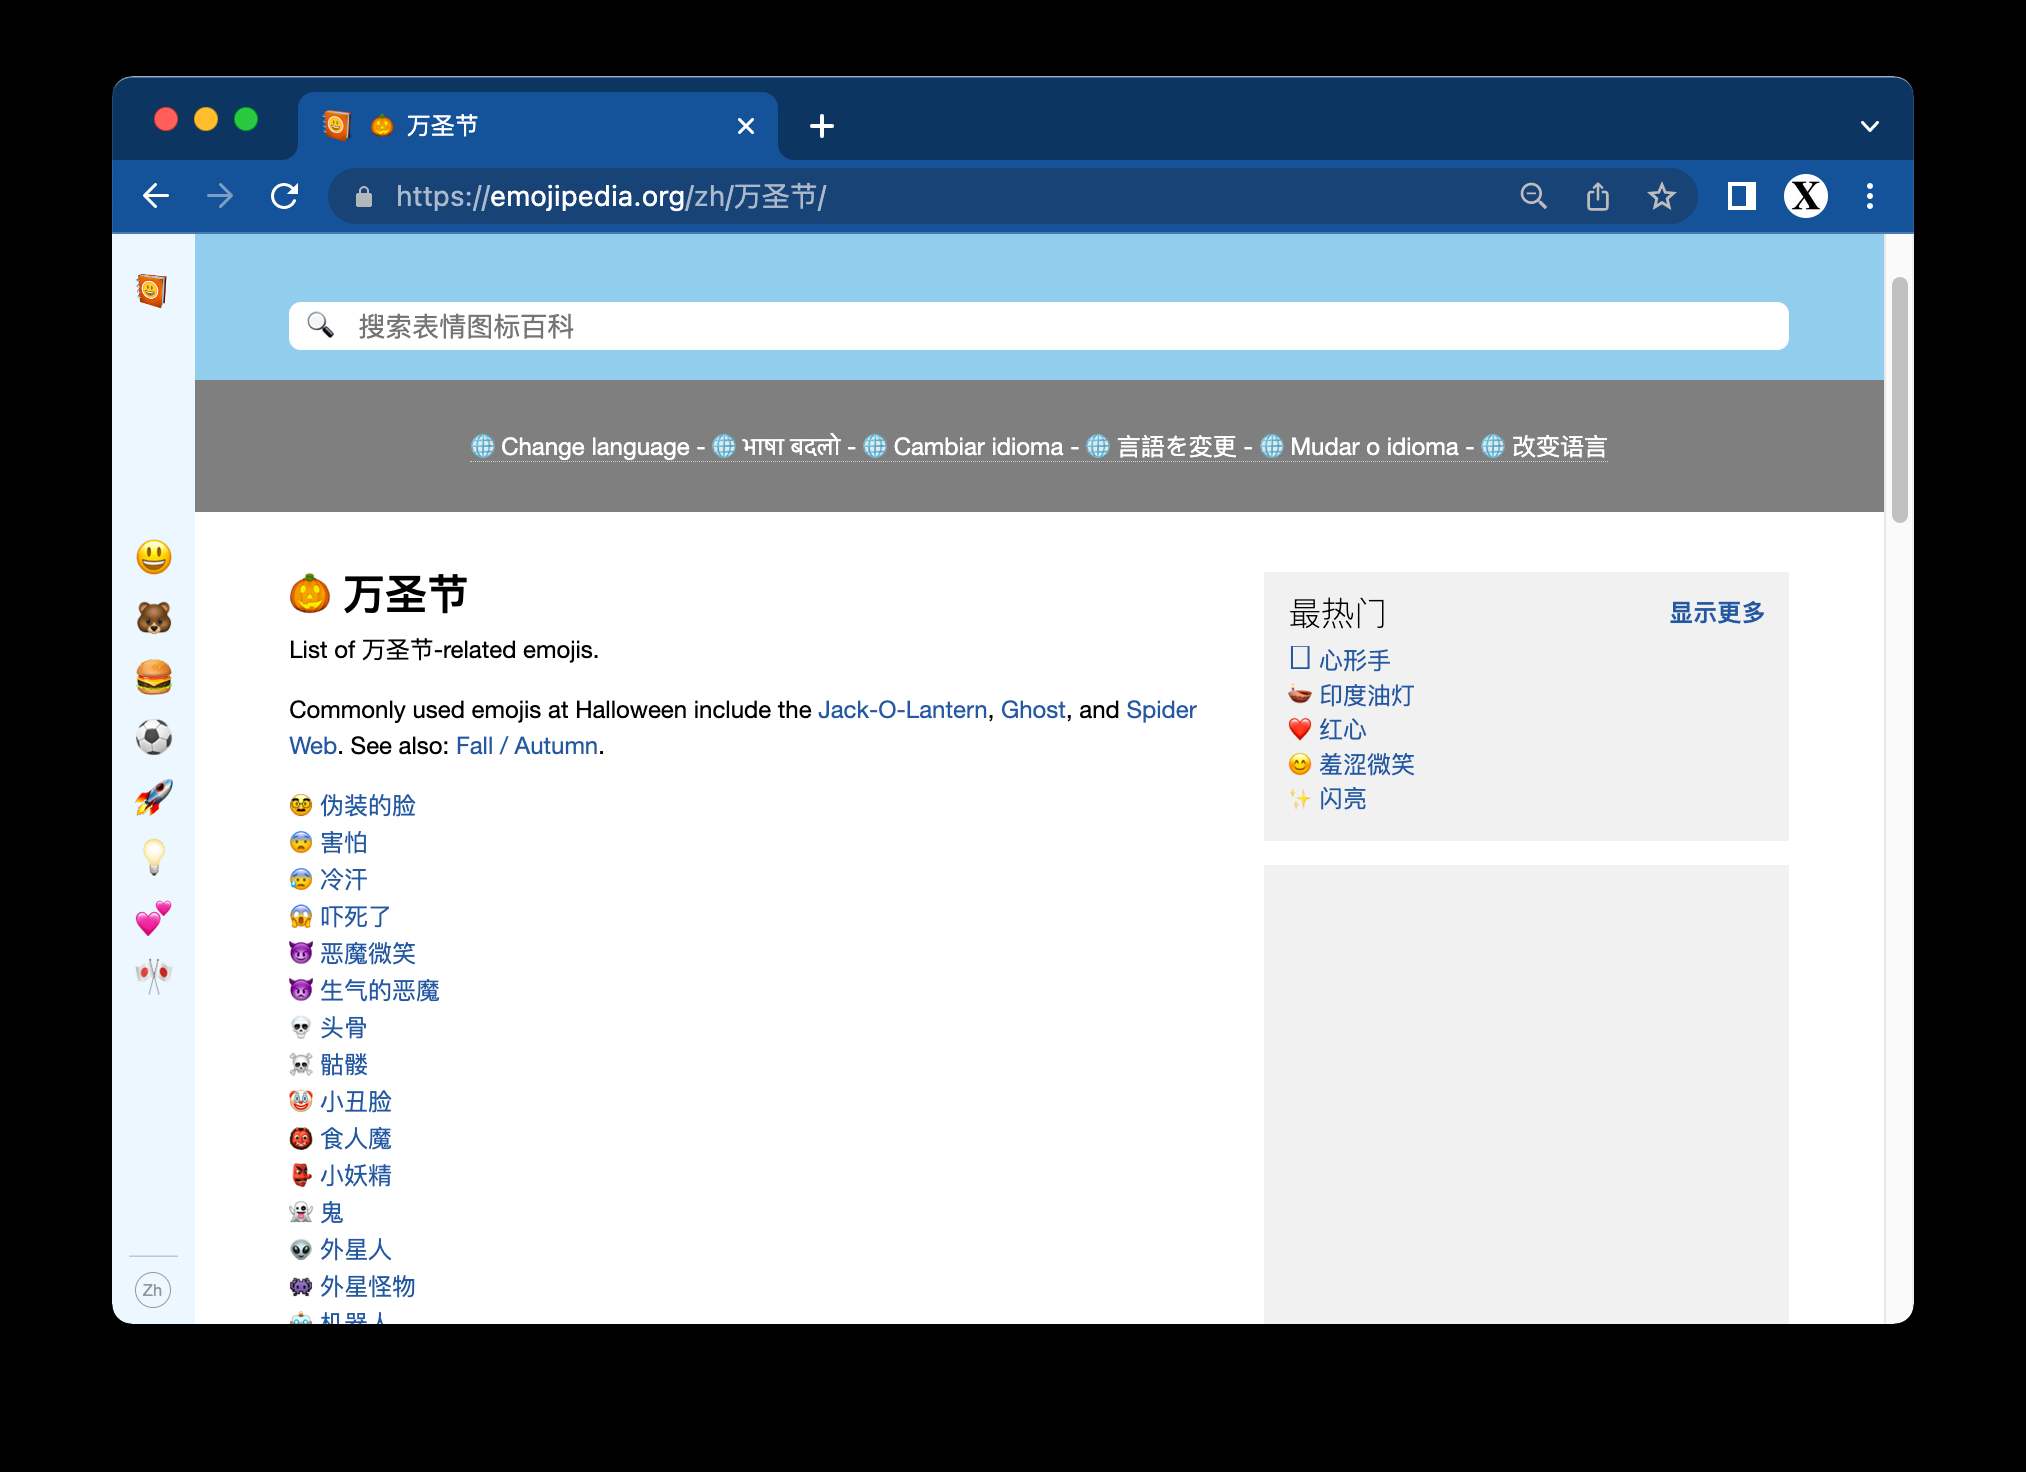 🎃 万圣节
https://emojipedia.org/zh/万圣节/
X
🔍 搜索表情图标百科
🌐 Change language - 🌐 भाषा बदलो - 🌐 Cambiar idioma - 🌐 言語を変更 - 🌐 Mudar o idioma - 🌐 改变语言
🎃 万圣节
List of 万圣节-related emojis.
Commonly used emojis at Halloween include the Jack-O-Lantern, Ghost, and Spider
Web. See also: Fall / Autumn.
🥸 伪装的脸
😨 害怕
😰 冷汗
😱 吓死了
😈 恶魔微笑
👿 生气的恶魔
💀 头骨
☠️ 骷髅
🤡 小丑脸
👹 食人魔
👺 小妖精
👻 鬼
👽 外星人
👾 外星怪物
🤖 机器人
最热门
显示更多
心形手
🪔 印度油灯
❤️ 红心
😊 羞涩微笑
✨ 闪亮
Zh